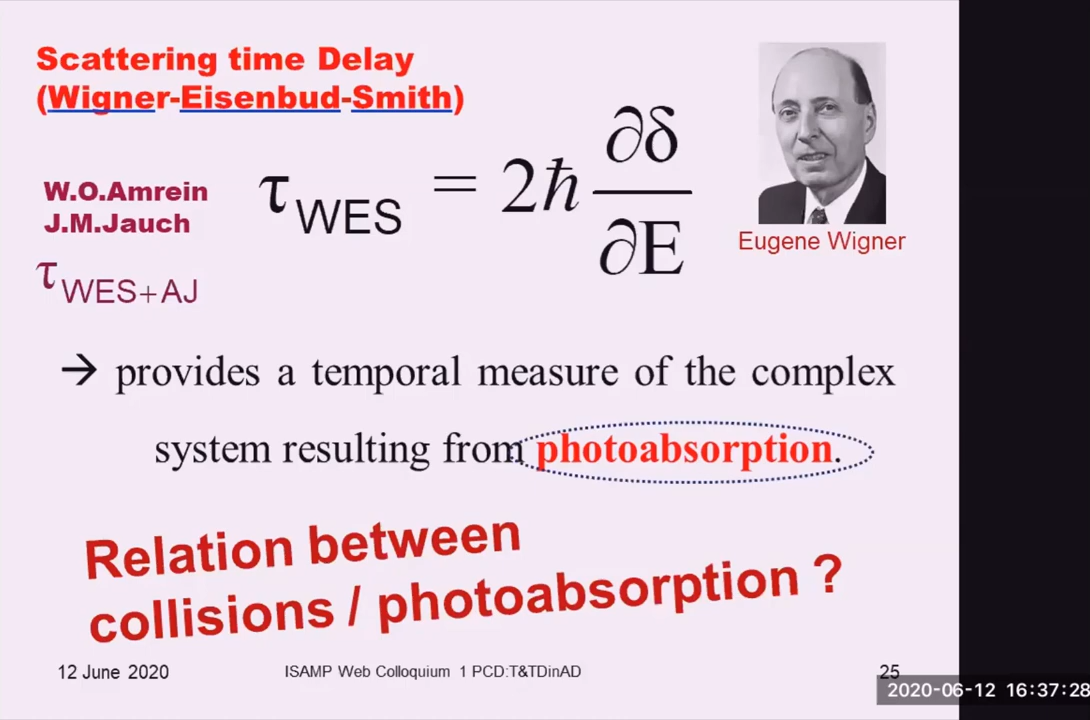 Scattering time Delay
(Wigner-Eisenbud-Smith)
W.O.Amrein
J.M.Jauch
τ WES+AJ
τ WES = 2ħ ∂δ/∂E
Eugene Wigner
→ provides a temporal measure of the complex
system resulting from photoabsorption.
Relation between
collisions / photoabsorption ?
12 June 2020 ISAMP Web Colloquium 1 PCD:T&TDinAD 25
2020-06-12 16:37:28